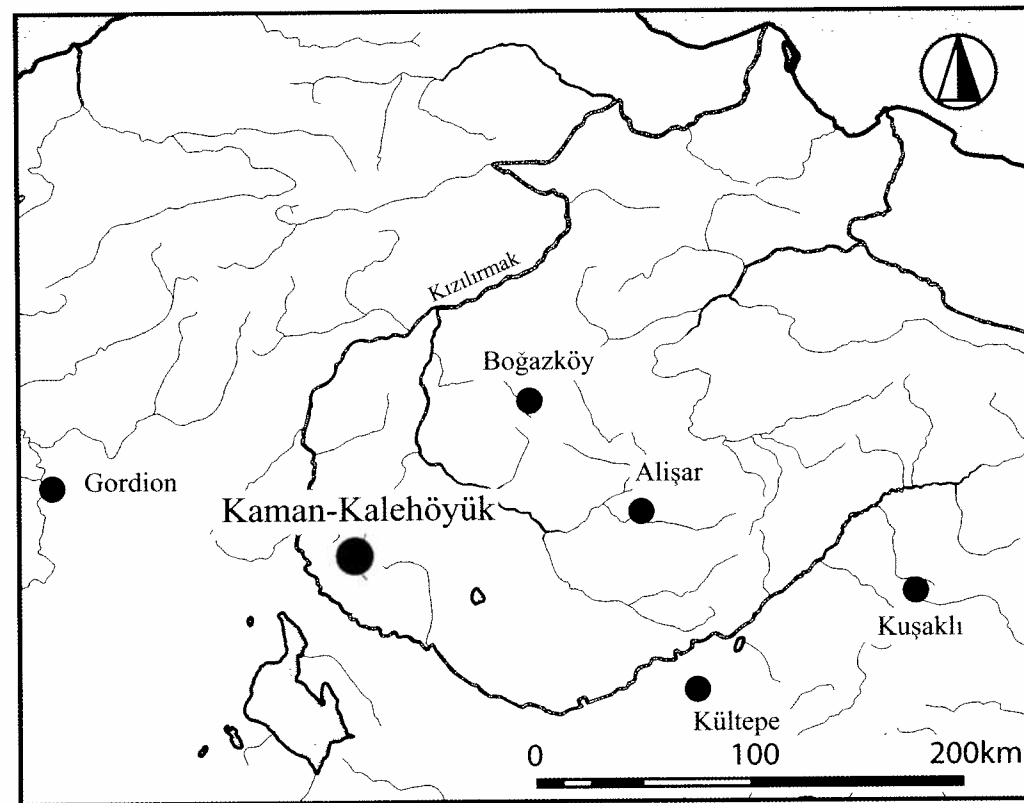 Kızılırmak
Boğazköy
Alişar
Gordion
Kaman-Kalehöyük
Kuşaklı
Kültepe
0 100 200km